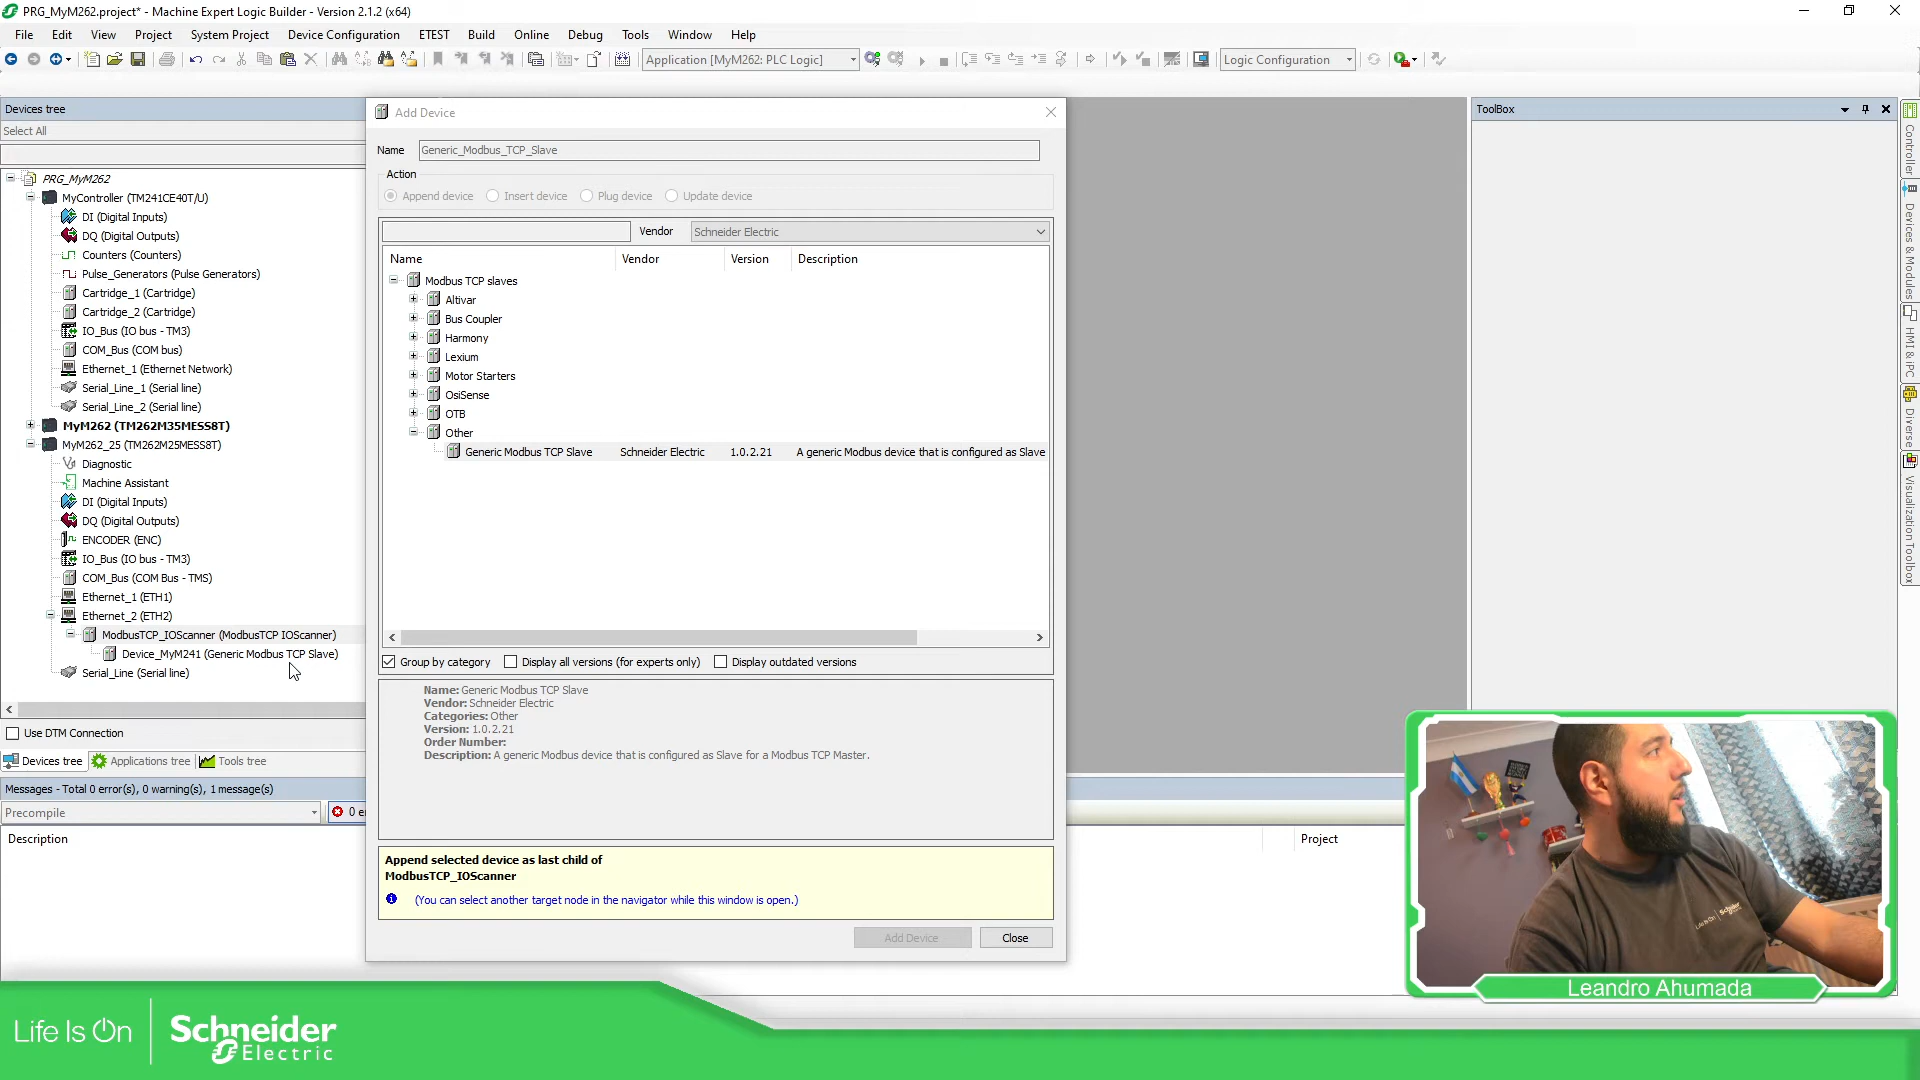 PRG_MyM262.project* - Machine Expert Logic Builder - Version 2.1.2 (x64)
File Edit View Project System Project Device Configuration ETEST Build Online Debug Tools Window Help
Application [MyM262: PLC Logic]
Logic Configuration
Devices tree
Select All
PRG_MyM262
MyController (TM241CE40T/U)
DI (Digital Inputs)
DQ (Digital Outputs)
Counters (Counters)
Pulse_Generators (Pulse Generators)
Cartridge_1 (Cartridge)
Cartridge_2 (Cartridge)
IO_Bus (IO bus - TM3)
COM_Bus (COM bus)
Ethernet_1 (Ethernet Network)
Serial_Line_1 (Serial line)
Serial_Line_2 (Serial line)
MyM262 (TM262M35MESS8T)
MyM262_25 (TM262M25MESS8T)
Diagnostic
Machine Assistant
DI (Digital Inputs)
DQ (Digital Outputs)
ENCODER (ENC)
IO_Bus (IO bus - TM3)
COM_Bus (COM Bus - TMS)
Ethernet_1 (ETH1)
Ethernet_2 (ETH2)
ModbusTCP_IOScanner (ModbusTCP IOScanner)
Device_MyM241 (Generic Modbus TCP Slave)
Serial_Line (Serial line)
Use DTM Connection
Devices tree Applications tree Tools tree
Messages - Total 0 error(s), 0 warning(s), 1 message(s)
Precompile
0 e
Description
Project
Add Device
Name Generic_Modbus_TCP_Slave
Action
Append device Insert device Plug device Update device
Vendor Schneider Electric
Name Vendor Version Description
Modbus TCP slaves
Altivar
Bus Coupler
Harmony
Lexium
Motor Starters
OsiSense
OTB
Other
Generic Modbus TCP Slave Schneider Electric 1.0.2.21 A generic Modbus device that is configured as Slave
Group by category Display all versions (for experts only) Display outdated versions
Name: Generic Modbus TCP Slave
Vendor: Schneider Electric
Categories: Other
Version: 1.0.2.21
Order Number:
Description: A generic Modbus device that is configured as Slave for a Modbus TCP Master.
Append selected device as last child of
ModbusTCP_IOScanner
(You can select another target node in the navigator while this window is open.)
Add Device Close
ToolBox
Controller
Devices & Modules
HMI & iPC
Diverse
Visualization Toolbox
Leandro Ahumada
Life Is On
Schneider
Electric